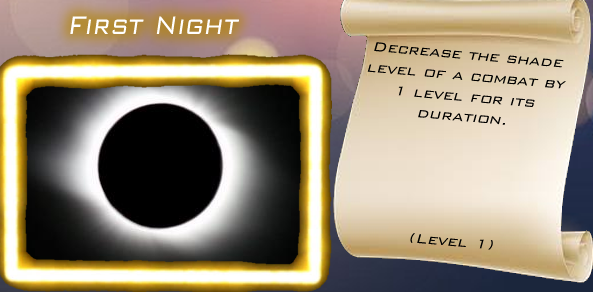 First Night
Decrease the shade
level of a combat by
1 level for its
duration.
(Level 1)